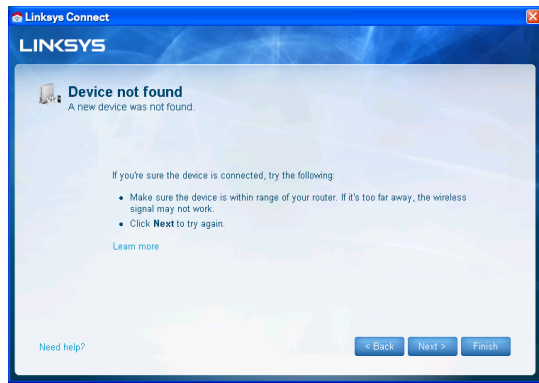 Linksys Connect
LINKSYS
Device not found
A new device was not found.
If you're sure the device is connected, try the following:
• Make sure the device is within range of your router. If it's too far away, the wireless
signal may not work.
• Click Next to try again.
Learn more
Need help?
< Back
Next >
Finish